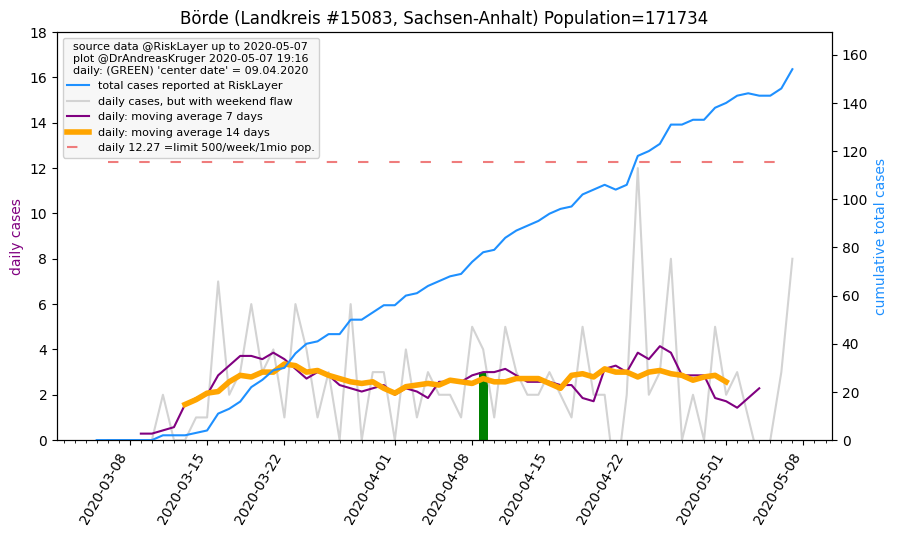 Börde (Landkreis #15083, Sachsen-Anhalt) Population=171734
source data @RiskLayer up to 2020-05-07
plot @DrAndreasKruger 2020-05-07 19:16
daily: (GREEN) 'center date' = 09.04.2020
total cases reported at RiskLayer
daily cases, but with weekend flaw
daily: moving average 7 days
daily: moving average 14 days
daily 12.27 =limit 500/week/1mio pop.
daily cases
18
16
14
12
10
8
6
4
2
0
cumulative total cases
160
140
120
100
80
60
40
20
0
2020-03-08
2020-03-15
2020-03-22
2020-04-01
2020-04-08
2020-04-15
2020-04-22
2020-05-01
2020-05-08